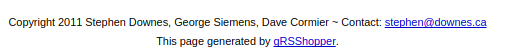 Copyright 2011 Stephen Downes, George Siemens, Dave Cormier ~ Contact: stephen@downes.ca
This page generated by gRSShopper.